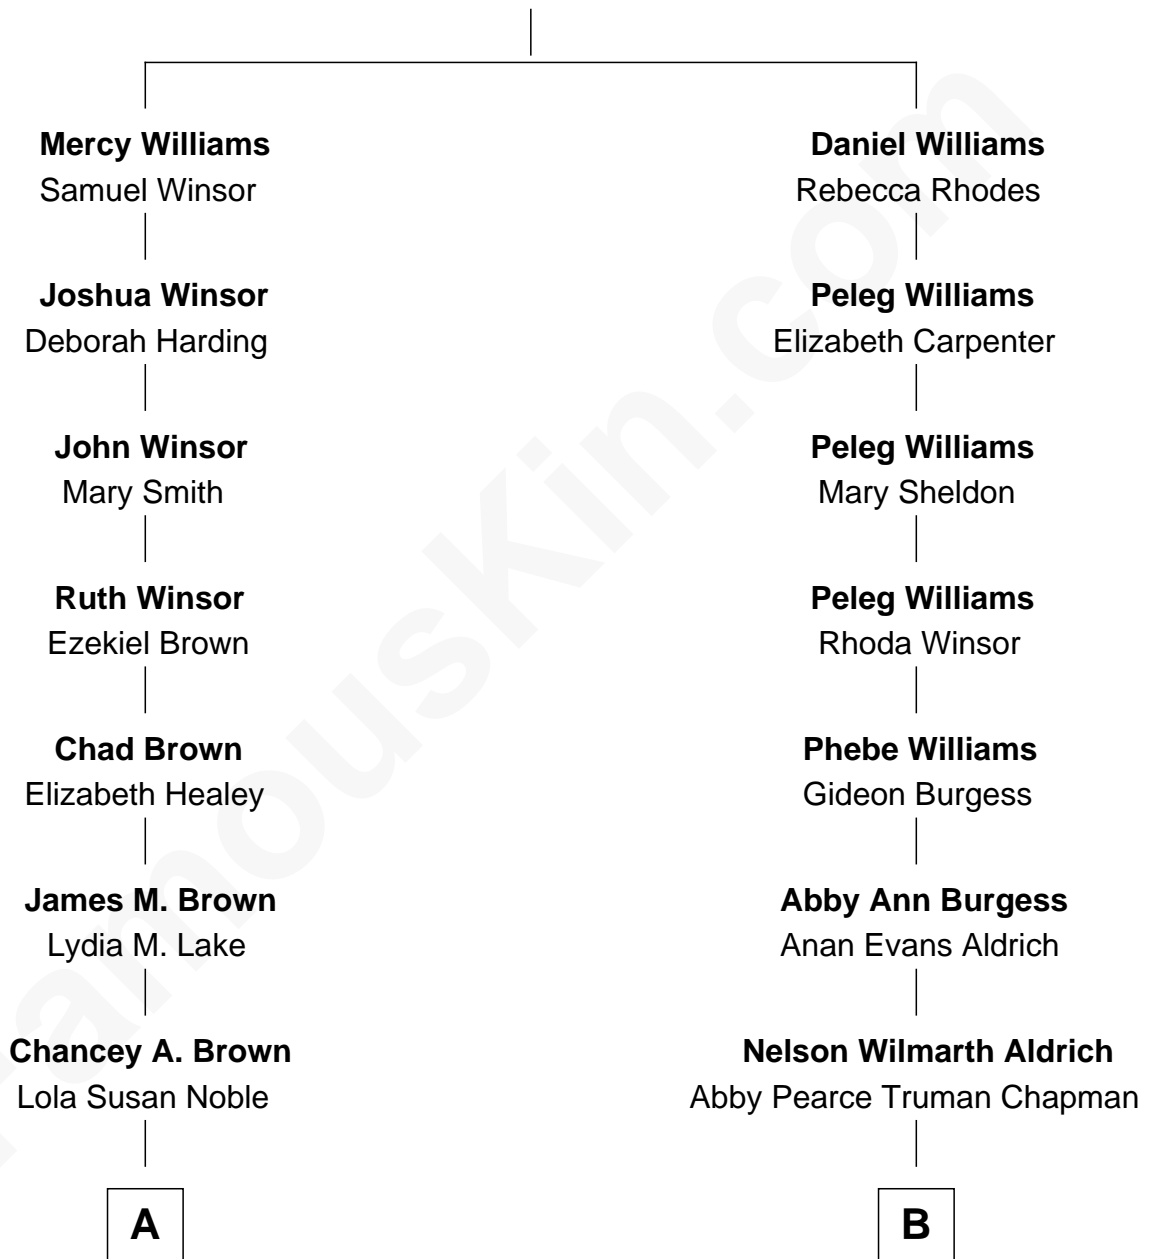 Mercy Williams
Samuel Winsor
Daniel Williams
Rebecca Rhodes
Joshua Winsor
Deborah Harding
Peleg Williams
Elizabeth Carpenter
John Winsor
Mary Smith
Peleg Williams
Mary Sheldon
Ruth Winsor
Ezekiel Brown
Peleg Williams
Rhoda Winsor
Chad Brown
Elizabeth Healey
Phebe Williams
Gideon Burgess
James M. Brown
Lydia M. Lake
Abby Ann Burgess
Anan Evans Aldrich
Chancey A. Brown
Lola Susan Noble
Nelson Wilmarth Aldrich
Abby Pearce Truman Chapman
A
B
FamousKin.com